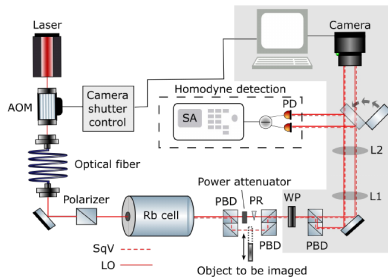 Laser
Camera
AOM
Camera
shutter
control
Homodyne detection
PD
SA
L2
Optical fiber
Polarizer
Power attenuator
L1
Rb cell
PBD
PR
WP
PBD
PBD
SqV
LO
Object to be imaged